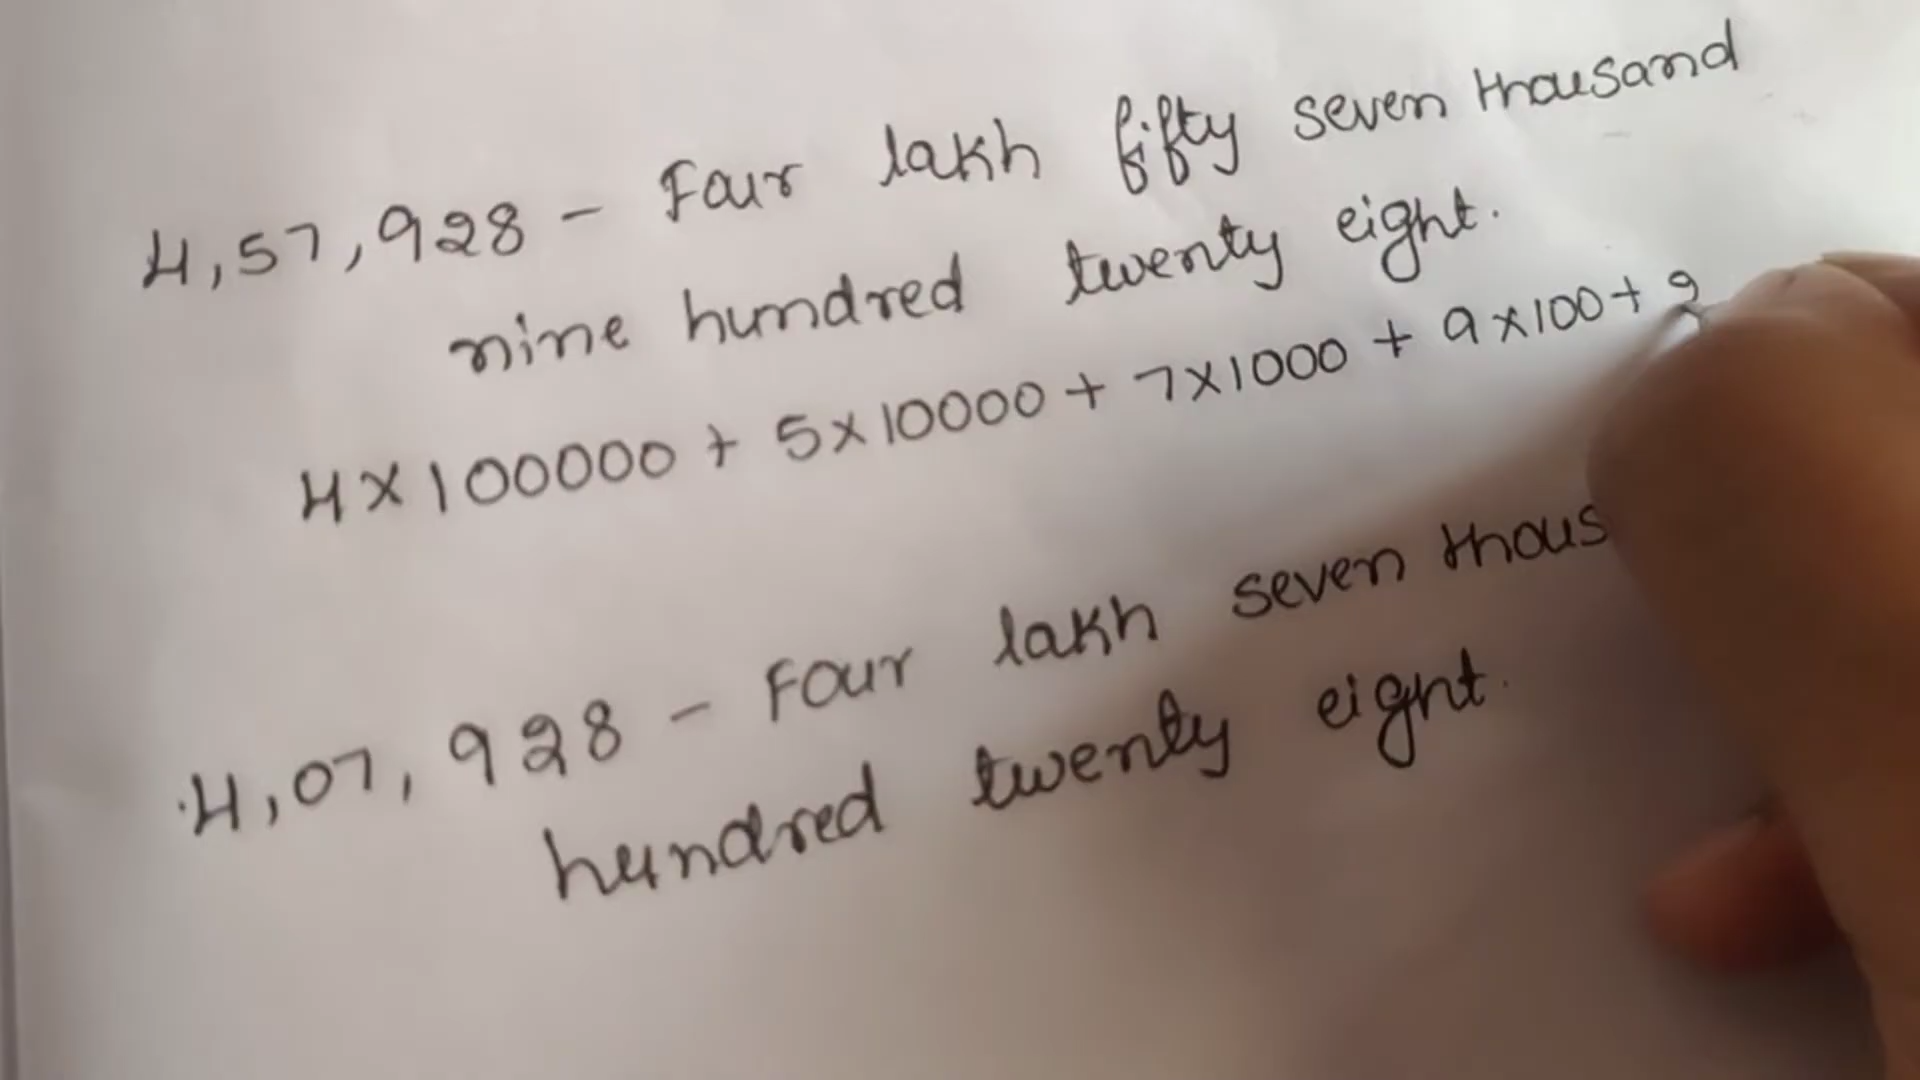 4,57,928 - Four lakh fifty seven thousand
nine hundred twenty eight.
4×100000 + 5×10000 + 7×1000 + 9×100 +
4,07,928 - Four lakh seven thous
hundred twenty eight.